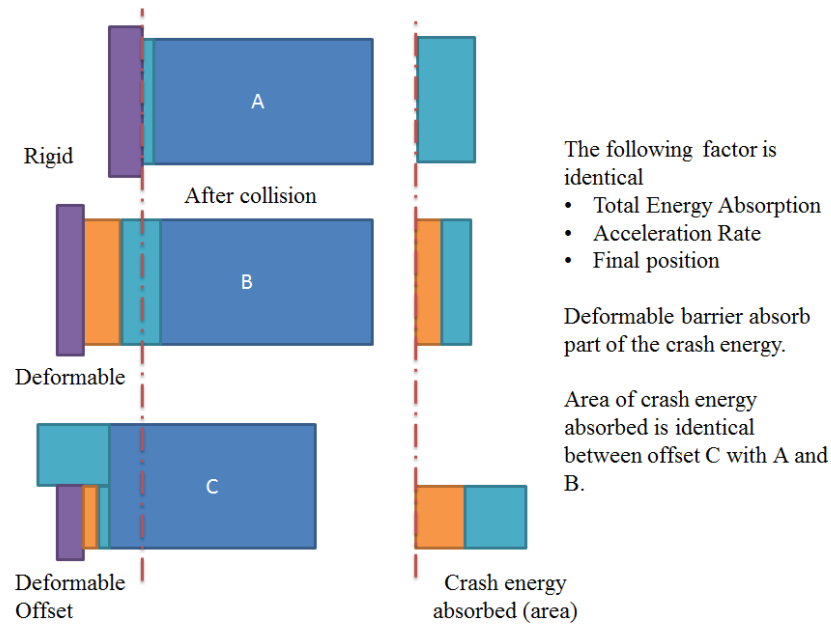 A
Rigid
After collision
B
Deformable
C
Deformable
Offset
Crash energy
absorbed (area)
The following factor is
identical
• Total Energy Absorption
• Acceleration Rate
• Final position
Deformable barrier absorb
part of the crash energy.
Area of crash energy
absorbed is identical
between offset C with A and
B.